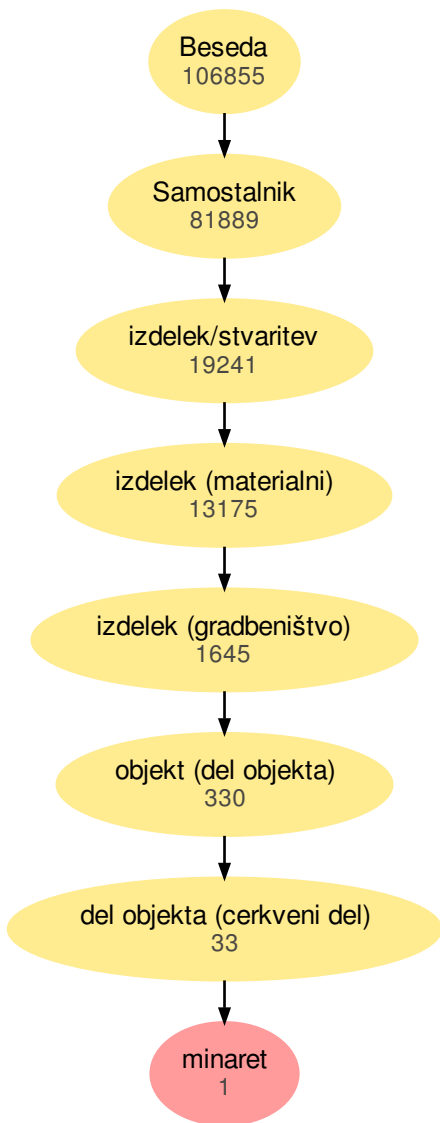 Beseda
106855
Samostalnik
81889
izdelek/stvaritev
19241
izdelek (materialni)
13175
izdelek (gradbeništvo)
1645
objekt (del objekta)
330
del objekta (cerkveni del)
33
minaret
1